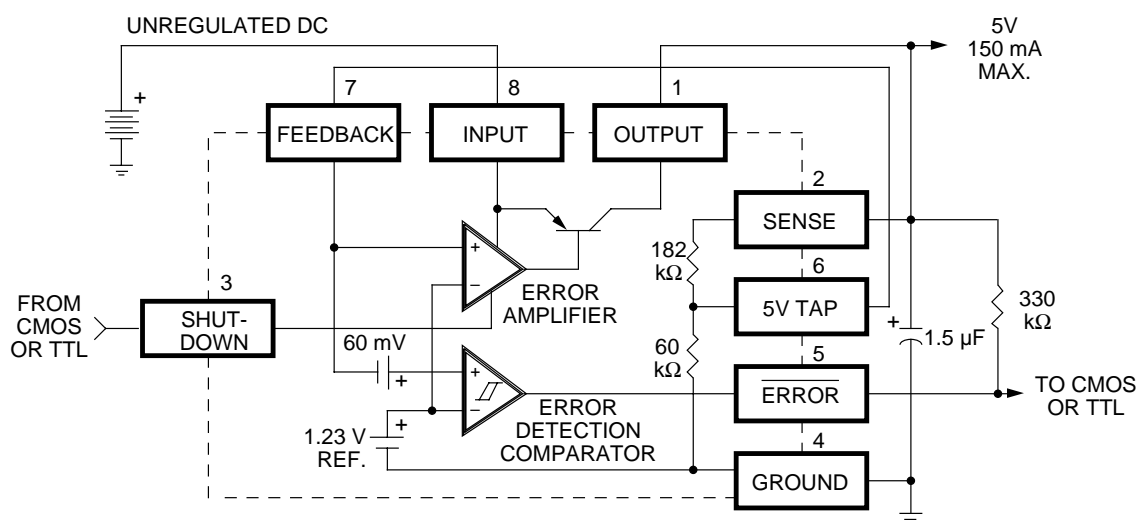 UNREGULATED DC
5V
150 mA
MAX.
+
7
8
1
FEEDBACK
INPUT
OUTPUT
2
SENSE
182
kΩ
+
6
3
FROM
CMOS
OR TTL
SHUT-
DOWN
–
ERROR
AMPLIFIER
5V TAP
+
330
kΩ
1.5 µF
60 mV
60
kΩ
5
+
+
ERROR
–
+
ERROR
DETECTION
COMPARATOR
TO CMOS
OR TTL
1.23 V
REF.
4
GROUND